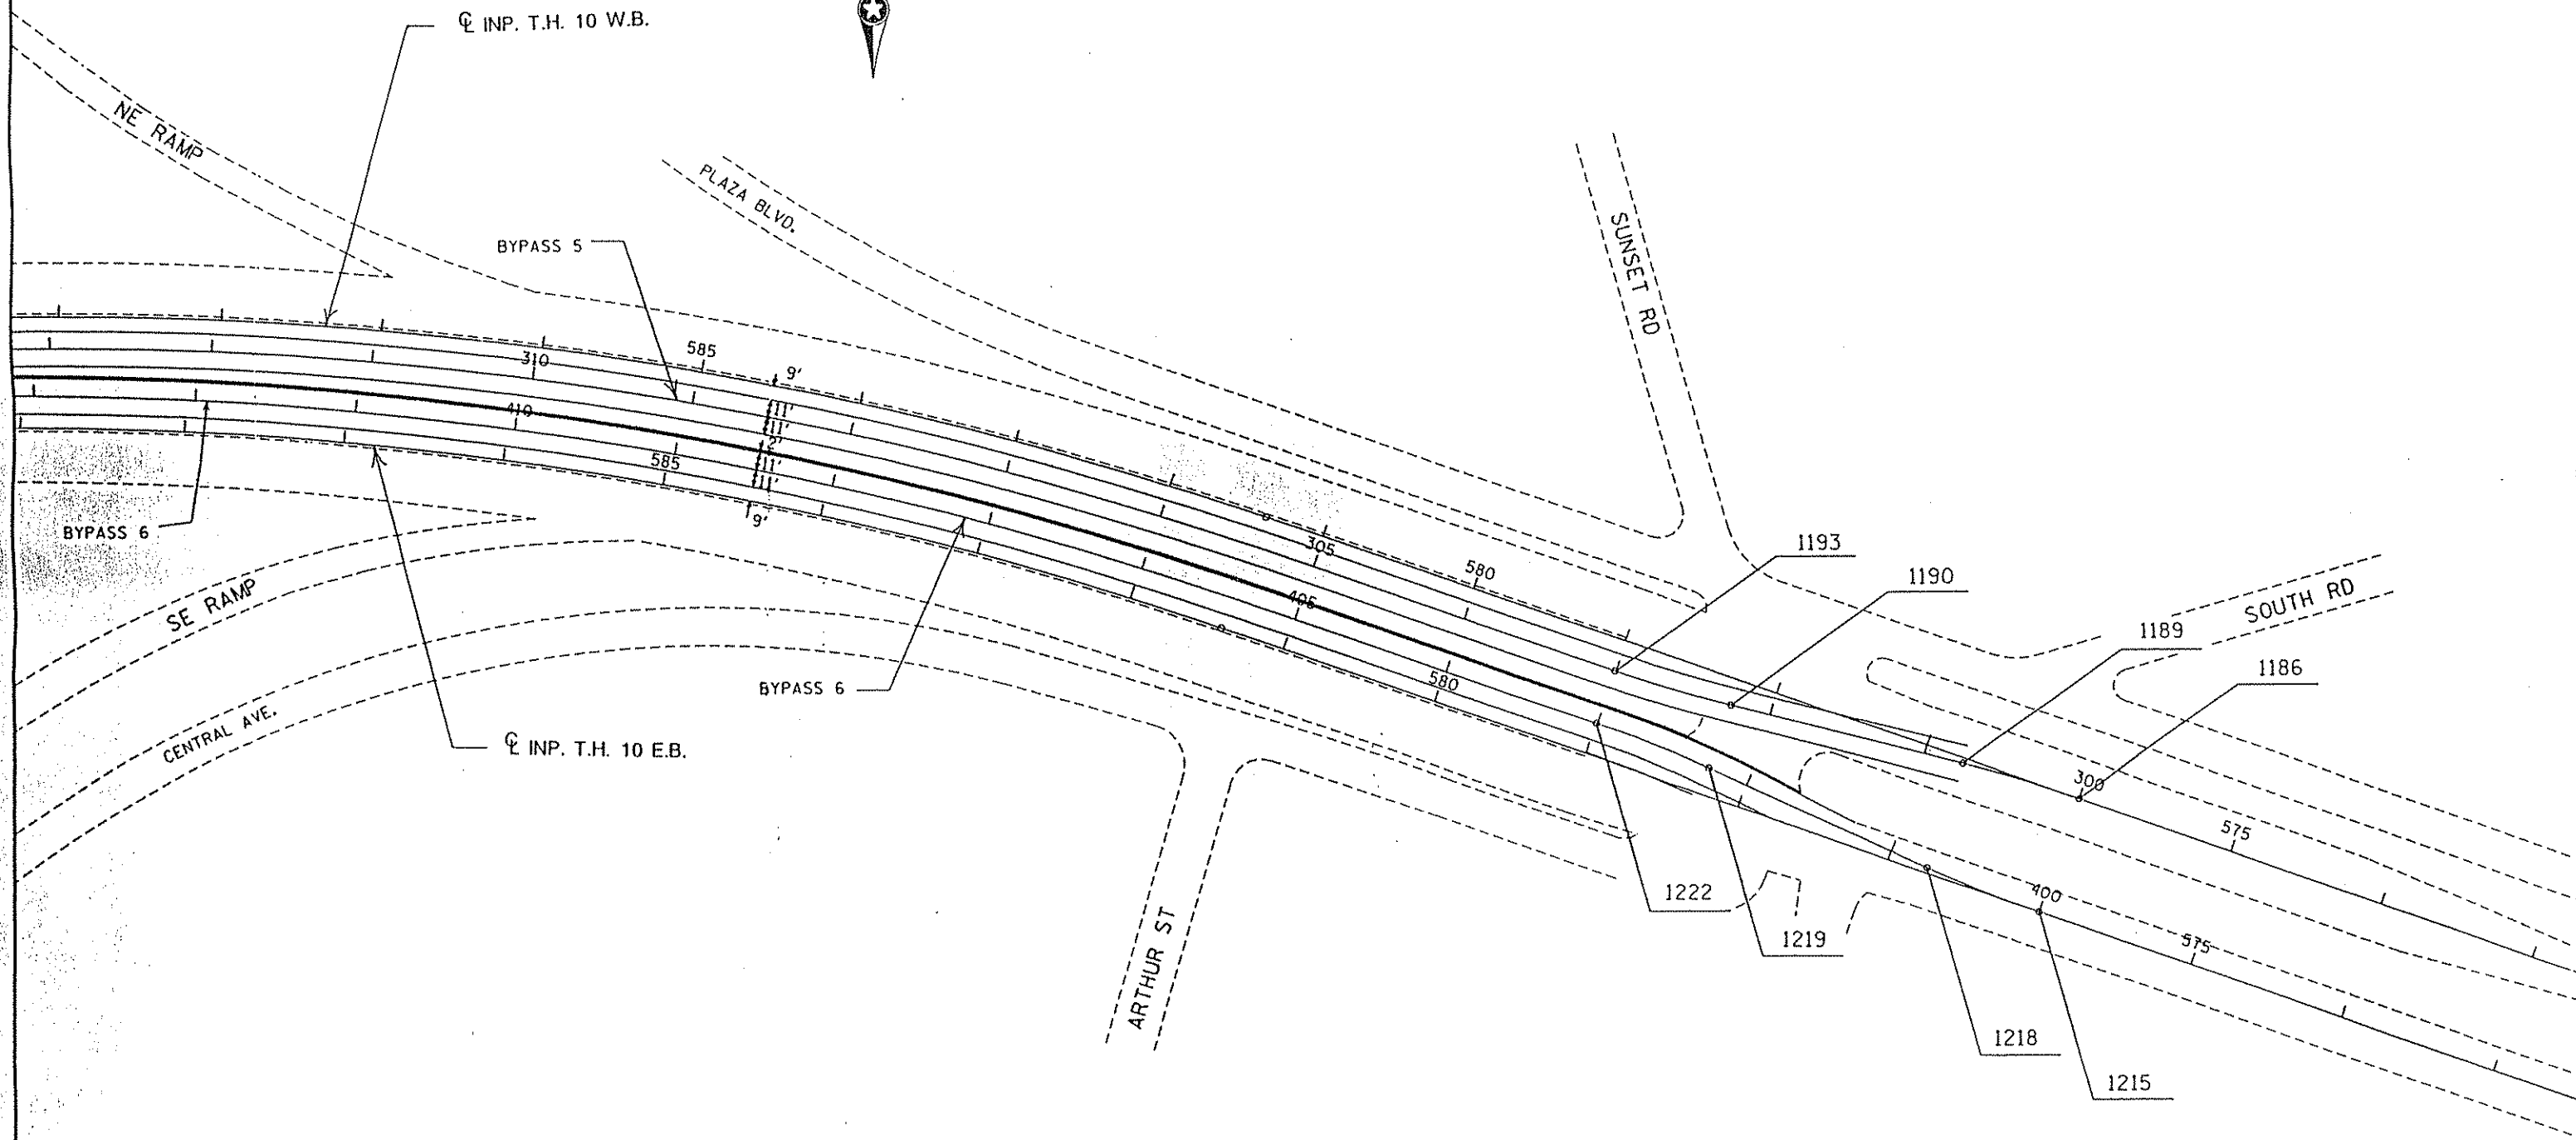 ℄ INP. T.H. 10 W.B.
NE RAMP
PLAZA BLVD.
SUNSET RD
BYPASS 5
585
310
9'
11'
11'
2'
11'
11'
9'
410
585
BYPASS 6
SE RAMP
CENTRAL AVE.
℄ INP. T.H. 10 E.B.
BYPASS 6
305
580
405
580
1193
1190
SOUTH RD
1189
1186
300
575
1222
1219
400
575
ARTHUR ST
1218
1215